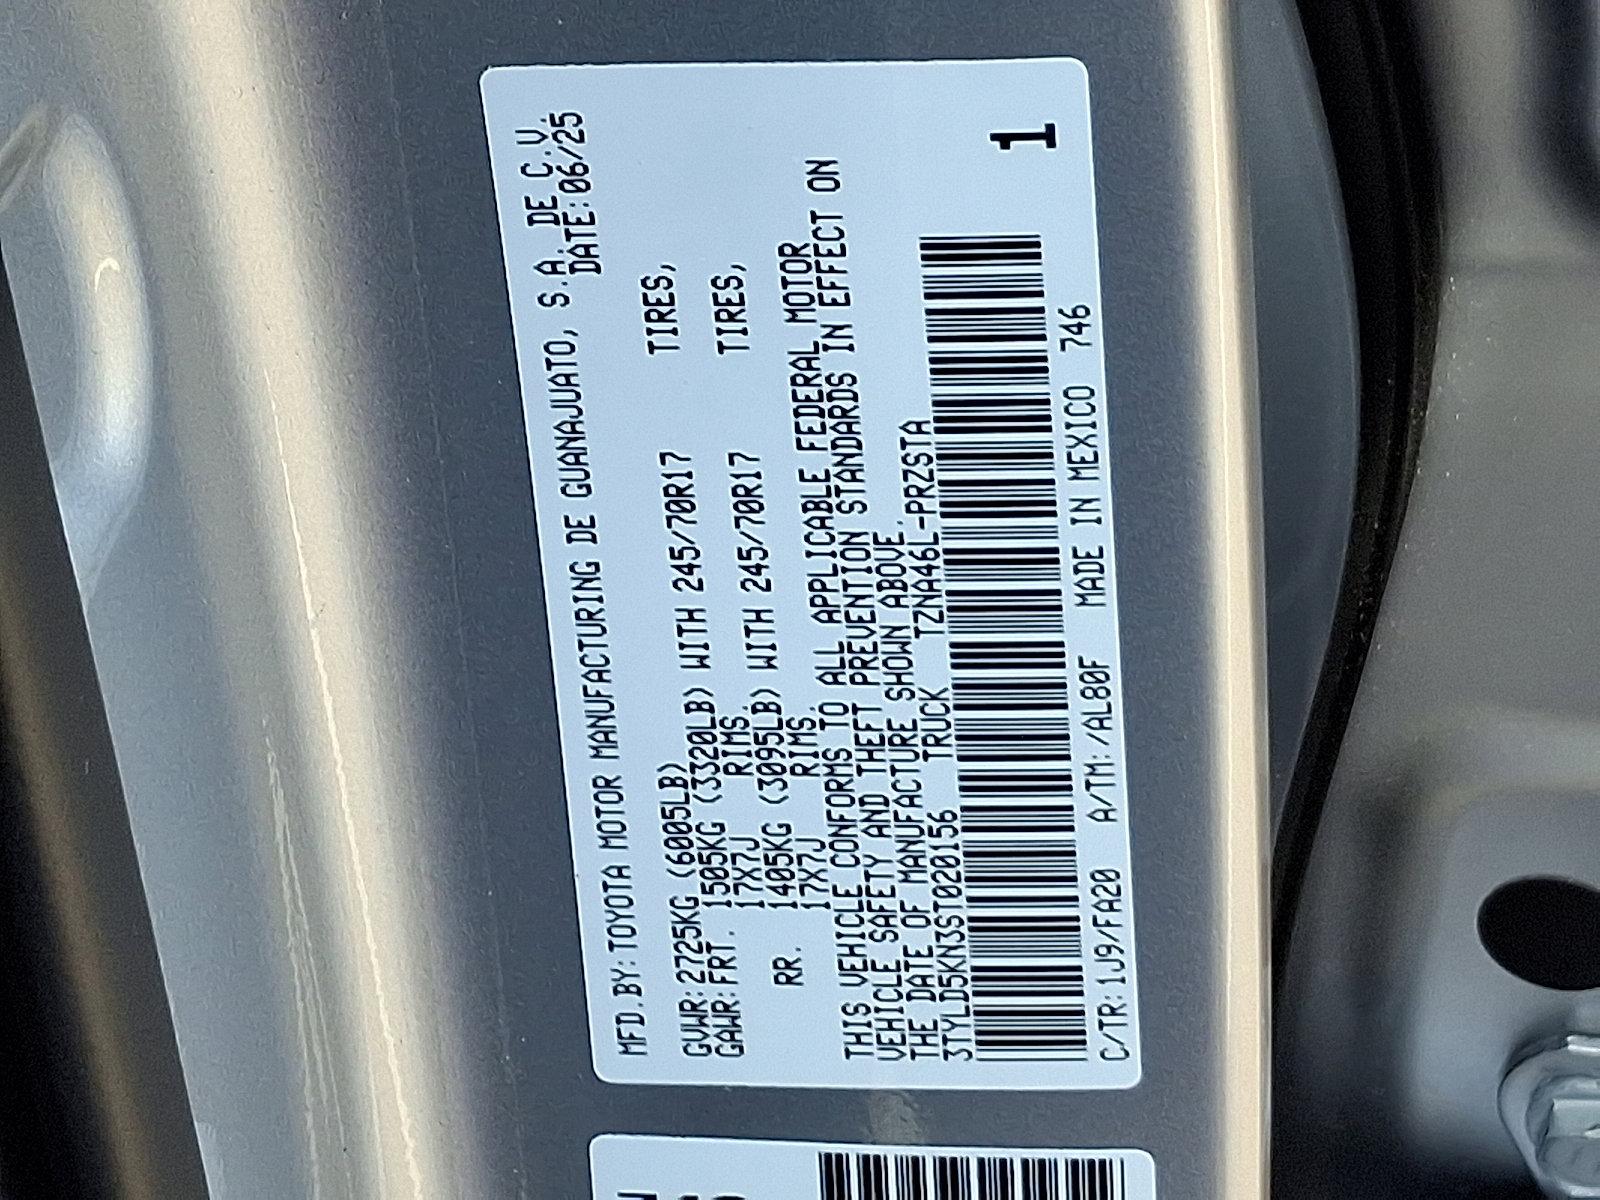 MFD.BY:TOYOTA MOTOR MANUFACTURING DE GUANAJUATO, S.A. DE C.V.
DATE:06/25
GVWR:2725KG (6005LB)
GAWR:FRT. 1505KG (3320LB) WITH 245/70R17 TIRES,
17X7J RIMS.
RR. 1405KG (3095LB) WITH 245/70R17 TIRES,
17X7J RIMS.
THIS VEHICLE CONFORMS TO ALL APPLICABLE FEDERAL MOTOR
VEHICLE SAFETY AND THEFT PREVENTION STANDARDS IN EFFECT ON
THE DATE OF MANUFACTURE SHOWN ABOVE.
3TYLD5KN3ST020156 TRUCK TZNA46L-PRZSTA
1
C/TR:1J9/FA20 A/TM:/AL80F MADE IN MEXICO 746